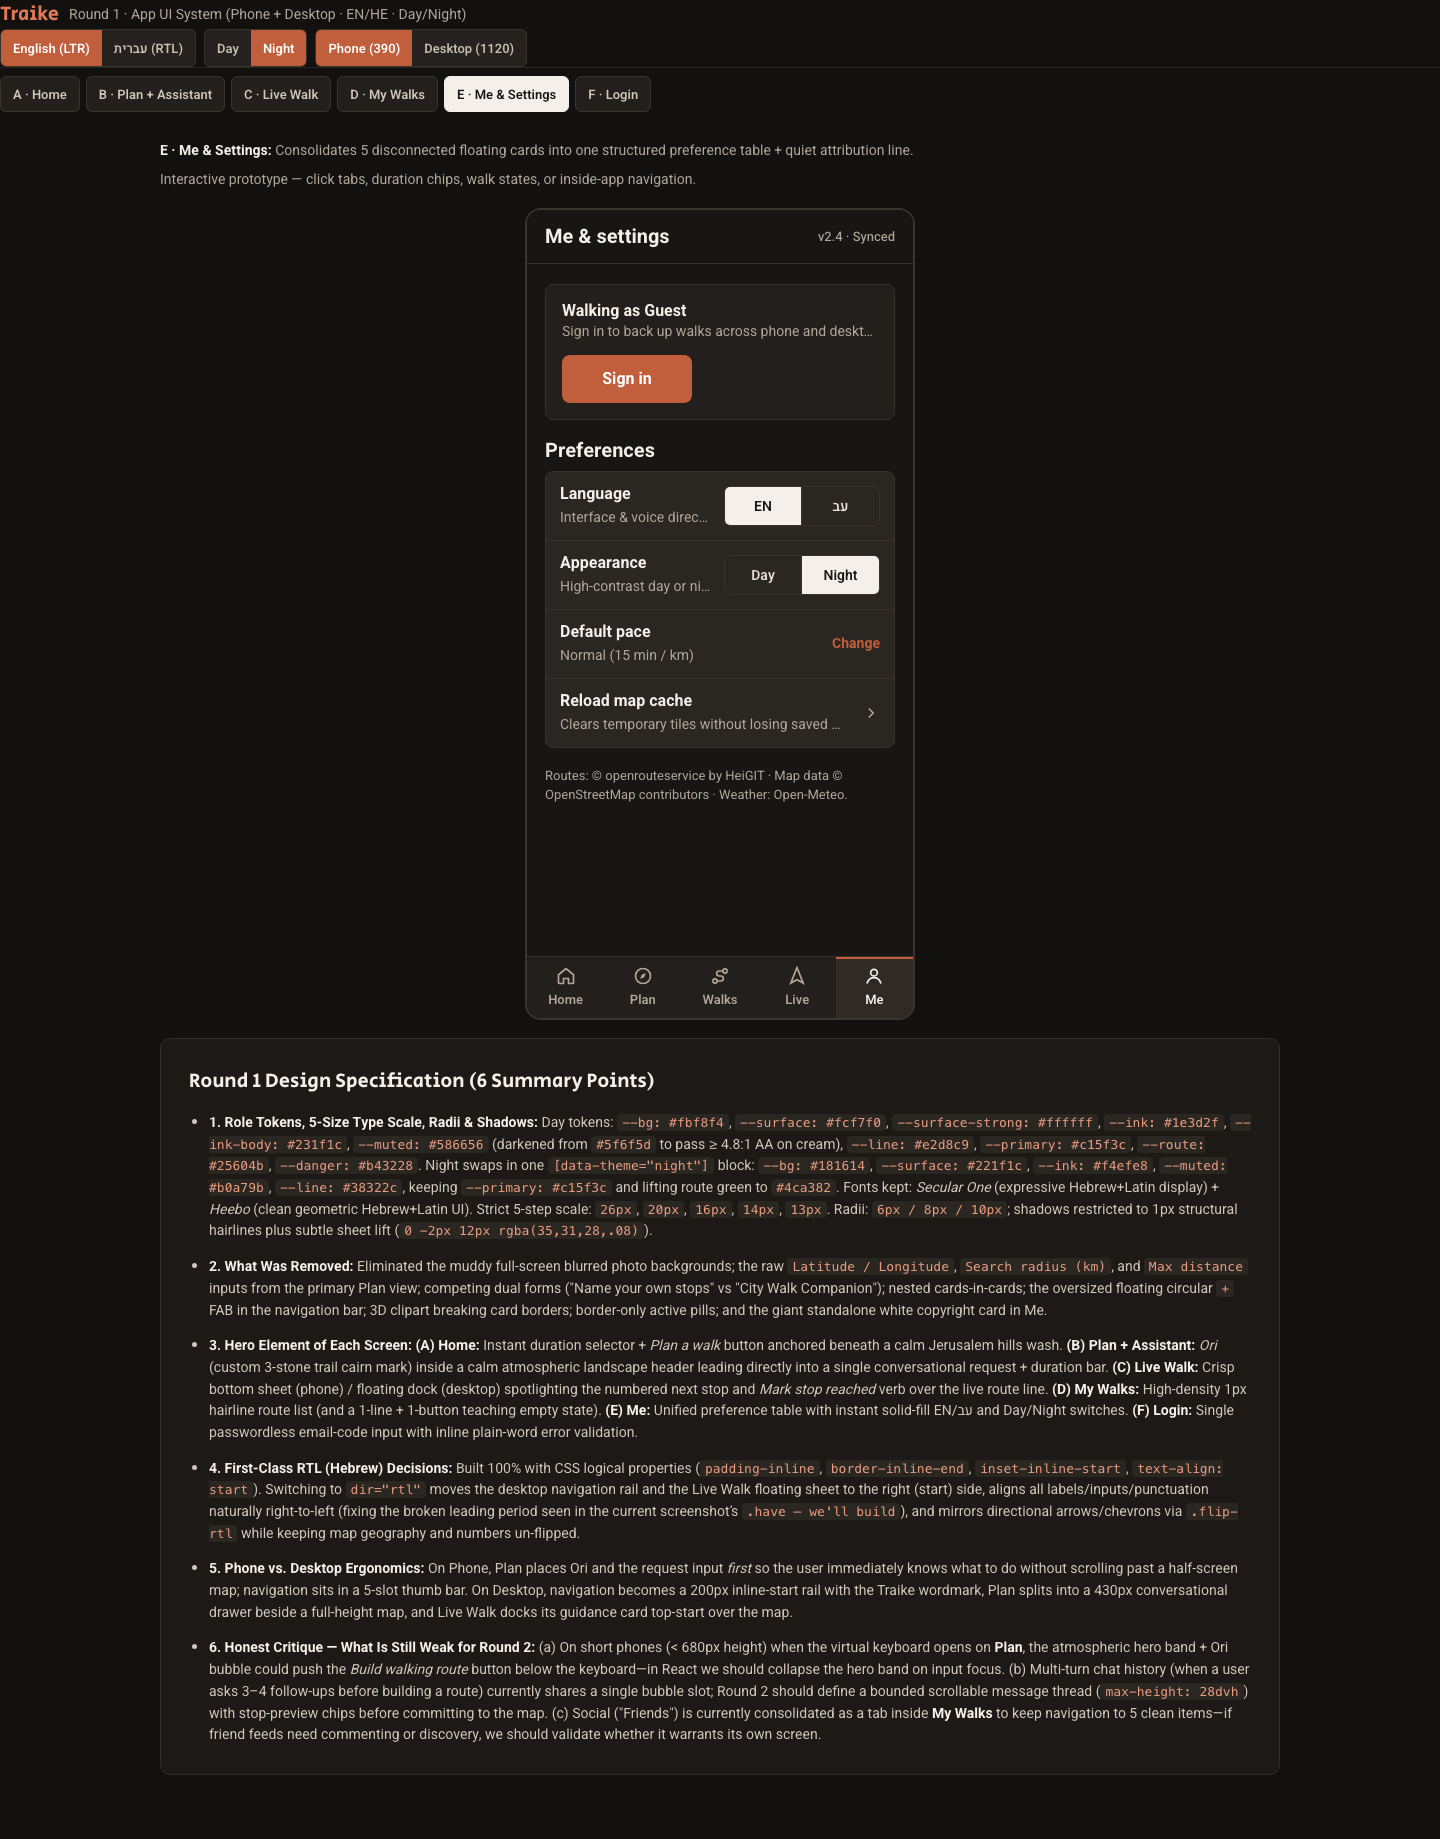 Traike Round 1 · App UI System (Phone + Desktop · EN/HE · Day/Night)
English (LTR) עברית (RTL) Day Night Phone (390) Desktop (1120)
A · Home B · Plan + Assistant C · Live Walk D · My Walks E · Me & Settings F · Login
E · Me & Settings: Consolidates 5 disconnected floating cards into one structured preference table + quiet attribution line.
Interactive prototype — click tabs, duration chips, walk states, or inside-app navigation.
Me & settings v2.4 · Synced
Walking as Guest
Sign in to back up walks across phone and deskt…
Sign in
Preferences
Language
Interface & voice direc…
EN עב
Appearance
High-contrast day or ni…
Day Night
Default pace
Normal (15 min / km)
Change
Reload map cache
Clears temporary tiles without losing saved …
Routes: © openrouteservice by HeiGIT · Map data ©
OpenStreetMap contributors · Weather: Open-Meteo.
Home Plan Walks Live Me
Round 1 Design Specification (6 Summary Points)
• 1. Role Tokens, 5-Size Type Scale, Radii & Shadows: Day tokens: --bg: #fbf8f4, --surface: #fcf7f0, --surface-strong: #ffffff, --ink: #1e3d2f, --
ink-body: #231f1c, --muted: #586656 (darkened from #5f6f5d to pass ≥ 4.8:1 AA on cream), --line: #e2d8c9, --primary: #c15f3c, --route:
#25604b, --danger: #b43228. Night swaps in one [data-theme="night"] block: --bg: #181614, --surface: #221f1c, --ink: #f4efe8, --muted:
#b0a79b, --line: #38322c, keeping --primary: #c15f3c and lifting route green to #4ca382. Fonts kept: Secular One (expressive Hebrew+Latin display) +
Heebo (clean geometric Hebrew+Latin UI). Strict 5-step scale: 26px, 20px, 16px, 14px, 13px. Radii: 6px / 8px / 10px; shadows restricted to 1px structural
hairlines plus subtle sheet lift (0 -2px 12px rgba(35,31,28,.08)).
• 2. What Was Removed: Eliminated the muddy full-screen blurred photo backgrounds; the raw Latitude / Longitude, Search radius (km), and Max distance
inputs from the primary Plan view; competing dual forms ("Name your own stops" vs "City Walk Companion"); nested cards-in-cards; the oversized floating circular +
FAB in the navigation bar; 3D clipart breaking card borders; border-only active pills; and the giant standalone white copyright card in Me.
• 3. Hero Element of Each Screen: (A) Home: Instant duration selector + Plan a walk button anchored beneath a calm Jerusalem hills wash. (B) Plan + Assistant: Ori
(custom 3-stone trail cairn mark) inside a calm atmospheric landscape header leading directly into a single conversational request + duration bar. (C) Live Walk: Crisp
bottom sheet (phone) / floating dock (desktop) spotlighting the numbered next stop and Mark stop reached verb over the live route line. (D) My Walks: High-density 1px
hairline route list (and a 1-line + 1-button teaching empty state). (E) Me: Unified preference table with instant solid-fill EN/עב and Day/Night switches. (F) Login: Single
passwordless email-code input with inline plain-word error validation.
• 4. First-Class RTL (Hebrew) Decisions: Built 100% with CSS logical properties (padding-inline, border-inline-end, inset-inline-start, text-align:
start). Switching to dir="rtl" moves the desktop navigation rail and the Live Walk floating sheet to the right (start) side, aligns all labels/inputs/punctuation
naturally right-to-left (fixing the broken leading period seen in the current screenshot’s .have — we'll build), and mirrors directional arrows/chevrons via .flip-
rtl while keeping map geography and numbers un-flipped.
• 5. Phone vs. Desktop Ergonomics: On Phone, Plan places Ori and the request input first so the user immediately knows what to do without scrolling past a half-screen
map; navigation sits in a 5-slot thumb bar. On Desktop, navigation becomes a 200px inline-start rail with the Traike wordmark, Plan splits into a 430px conversational
drawer beside a full-height map, and Live Walk docks its guidance card top-start over the map.
• 6. Honest Critique — What Is Still Weak for Round 2: (a) On short phones (< 680px height) when the virtual keyboard opens on Plan, the atmospheric hero band + Ori
bubble could push the Build walking route button below the keyboard—in React we should collapse the hero band on input focus. (b) Multi-turn chat history (when a user
asks 3–4 follow-ups before building a route) currently shares a single bubble slot; Round 2 should define a bounded scrollable message thread (max-height: 28dvh)
with stop-preview chips before committing to the map. (c) Social ("Friends") is currently consolidated as a tab inside My Walks to keep navigation to 5 clean items—if
friend feeds need commenting or discovery, we should validate whether it warrants its own screen.